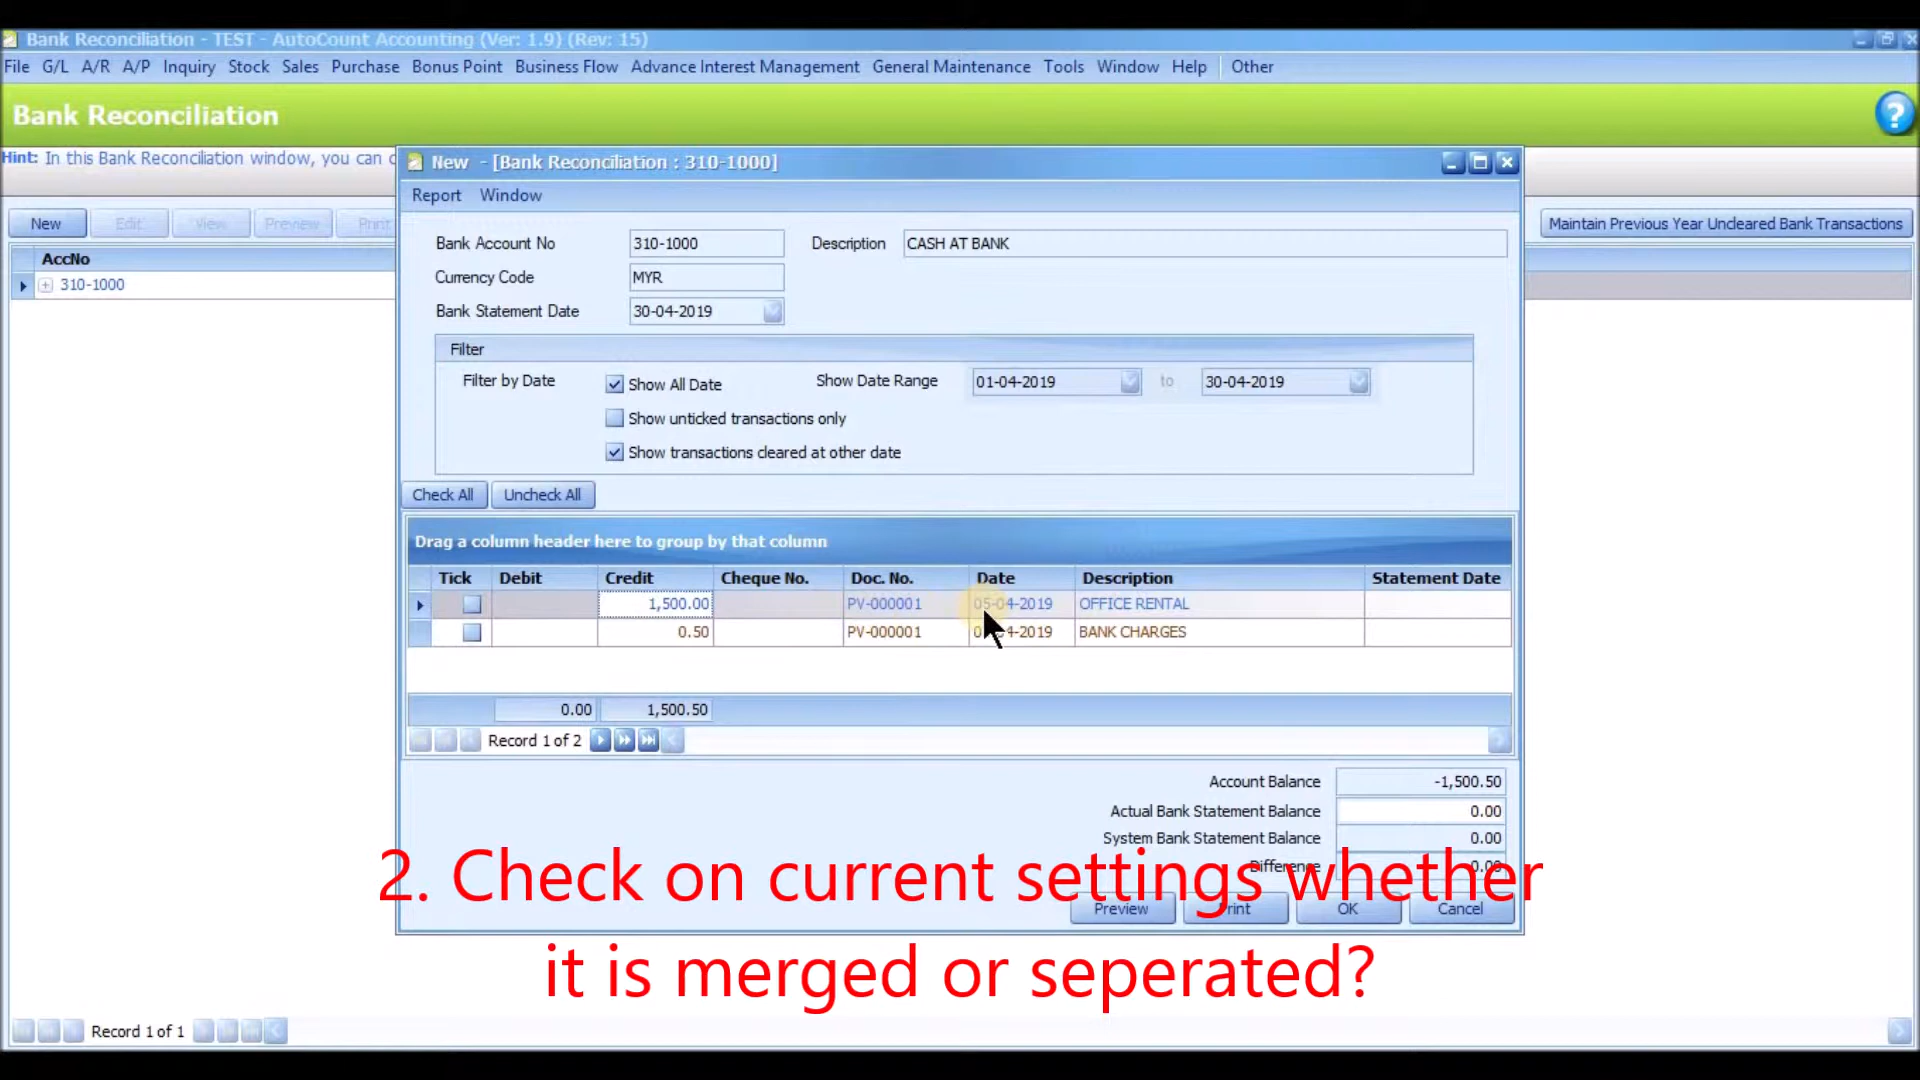 Bank Reconciliation - TEST - AutoCount Accounting (Ver: 1.9) (Rev: 15)
File G/L A/R A/P Inquiry Stock Sales Purchase Bonus Point Business Flow Advance Interest Management General Maintenance Tools Window Help Other
Bank Reconciliation
Hint: In this Bank Reconciliation window, you can
New Edit View Preview Print
Maintain Previous Year Uncleared Bank Transactions
AccNo
310-1000
New - [Bank Reconciliation : 310-1000]
Report Window
Bank Account No 310-1000 Description CASH AT BANK
Currency Code MYR
Bank Statement Date 30-04-2019
Filter
Filter by Date Show All Date Show Date Range 01-04-2019 to 30-04-2019
Show unticked transactions only
Show transactions cleared at other date
Check All Uncheck All
Drag a column header here to group by that column
Tick Debit Credit Cheque No. Doc. No. Date Description Statement Date
1,500.00 PV-000001 05-04-2019 OFFICE RENTAL
0.50 PV-000001 -2019 BANK CHARGES
0.00 1,500.50
Record 1 of 2
Account Balance -1,500.50
Actual Bank Statement Balance 0.00
System Bank Statement Balance 0.00
Difference 0.00
Preview Print OK Cancel
2. Check on current settings whether
it is merged or seperated?
Record 1 of 1